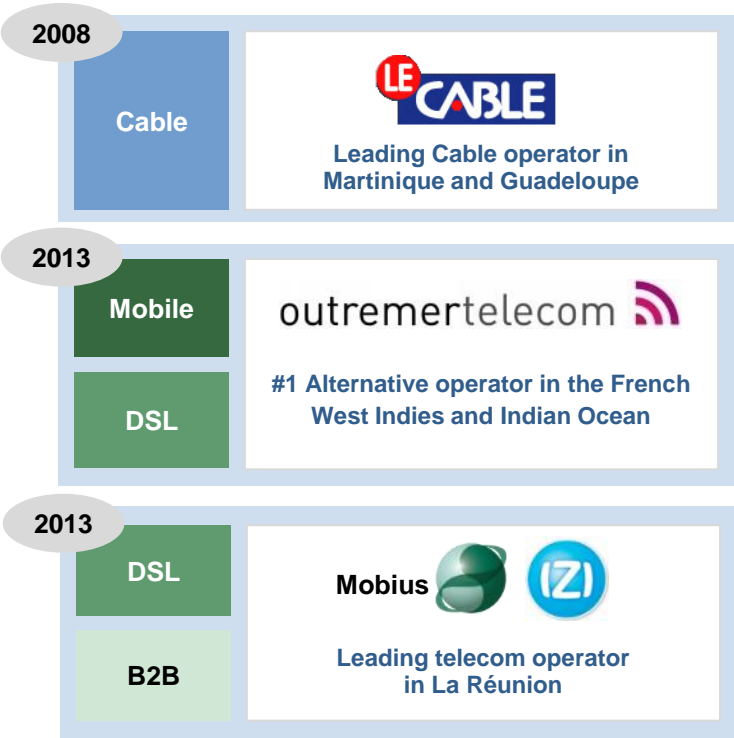 2008
Cable
LE
CABLE
Leading Cable operator in
Martinique and Guadeloupe
2013
Mobile
DSL
outremertelecom
#1 Alternative operator in the French
West Indies and Indian Ocean
2013
DSL
B2B
Mobius
IZI
Leading telecom operator
in La Réunion